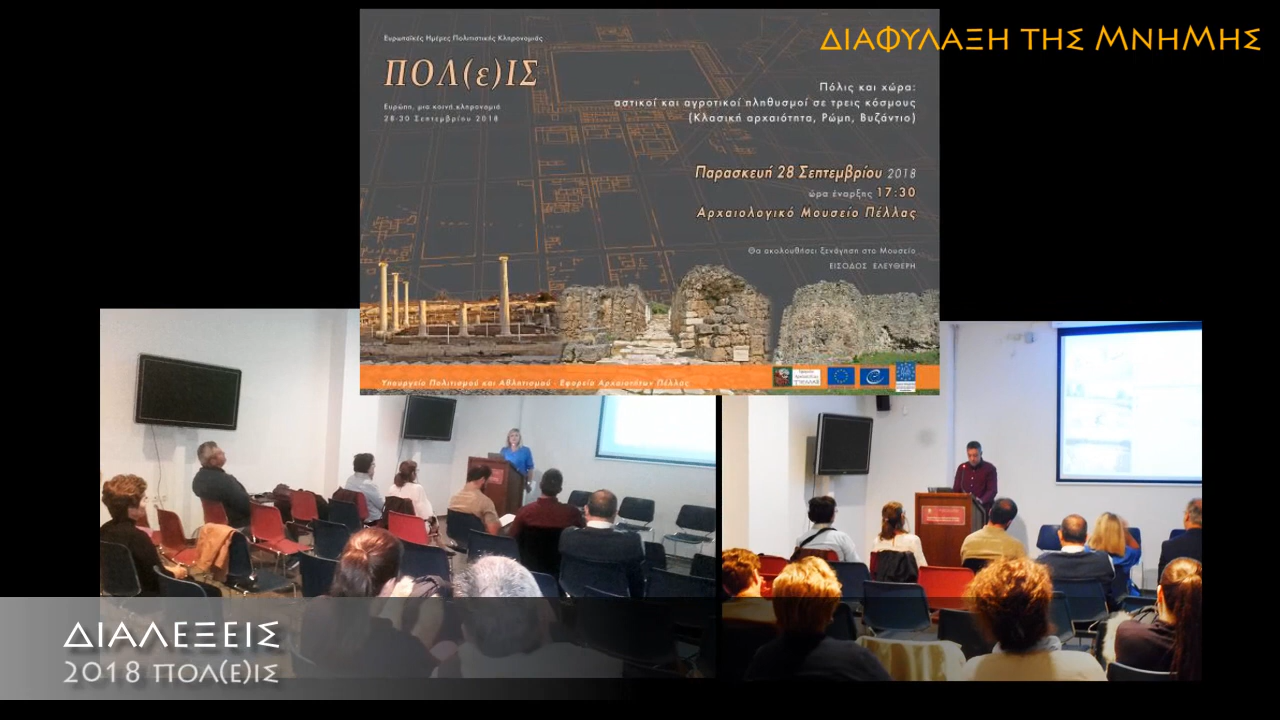 ΔΙΑΦΥΛΑΞΗ ΤΗΣ ΜΝΗΜΗΣ
Ευρωπαϊκές Ημέρες Πολιτιστικής Κληρονομιάς
ΠΟΛ(ε)ΙΣ
Ευρώπη, μια κοινή κληρονομιά
28-30 Σεπτεμβρίου 2018
Πόλις και χώρα:
αστικοί και αγροτικοί πληθυσμοί σε τρεις κόσμους
(Κλασική αρχαιότητα, Ρώμη, Βυζάντιο)
Παρασκευή 28 Σεπτεμβρίου 2018
ώρα έναρξης 17:30
Αρχαιολογικό Μουσείο Πέλλας
Θα ακολουθήσει ξενάγηση στο Μουσείο
ΕΙΣΟΔΟΣ ΕΛΕΥΘΕΡΗ
Υπουργείο Πολιτισμού και Αθλητισμού - Εφορεία Αρχαιοτήτων Πέλλας
ΔΙΑΛΕΞΕΙΣ
2018 ΠΟΛ(Ε)ΙΣ